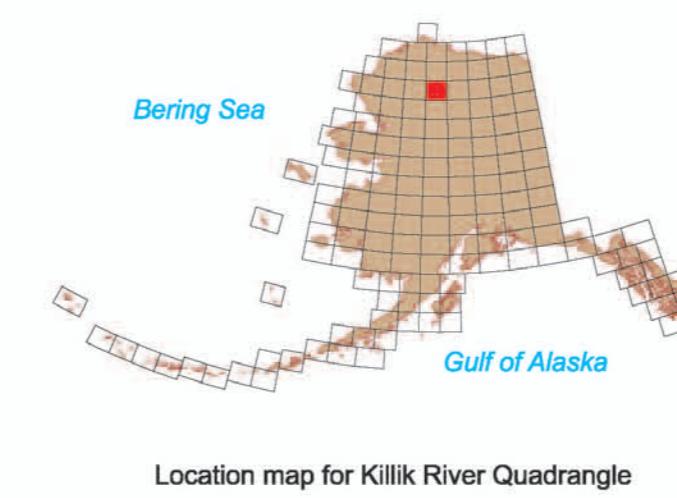 Bering Sea
Gulf of Alaska
Location map for Killik River Quadrangle